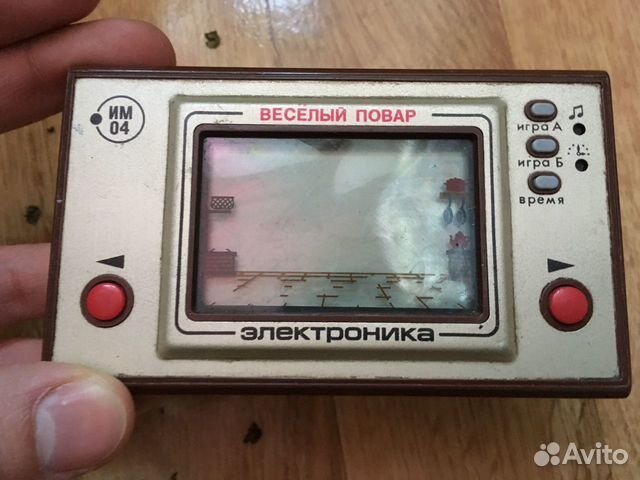 ИМ
04
ВЕСЁЛЫЙ ПОВАР
игра А
игра Б
время
электроника
Avito